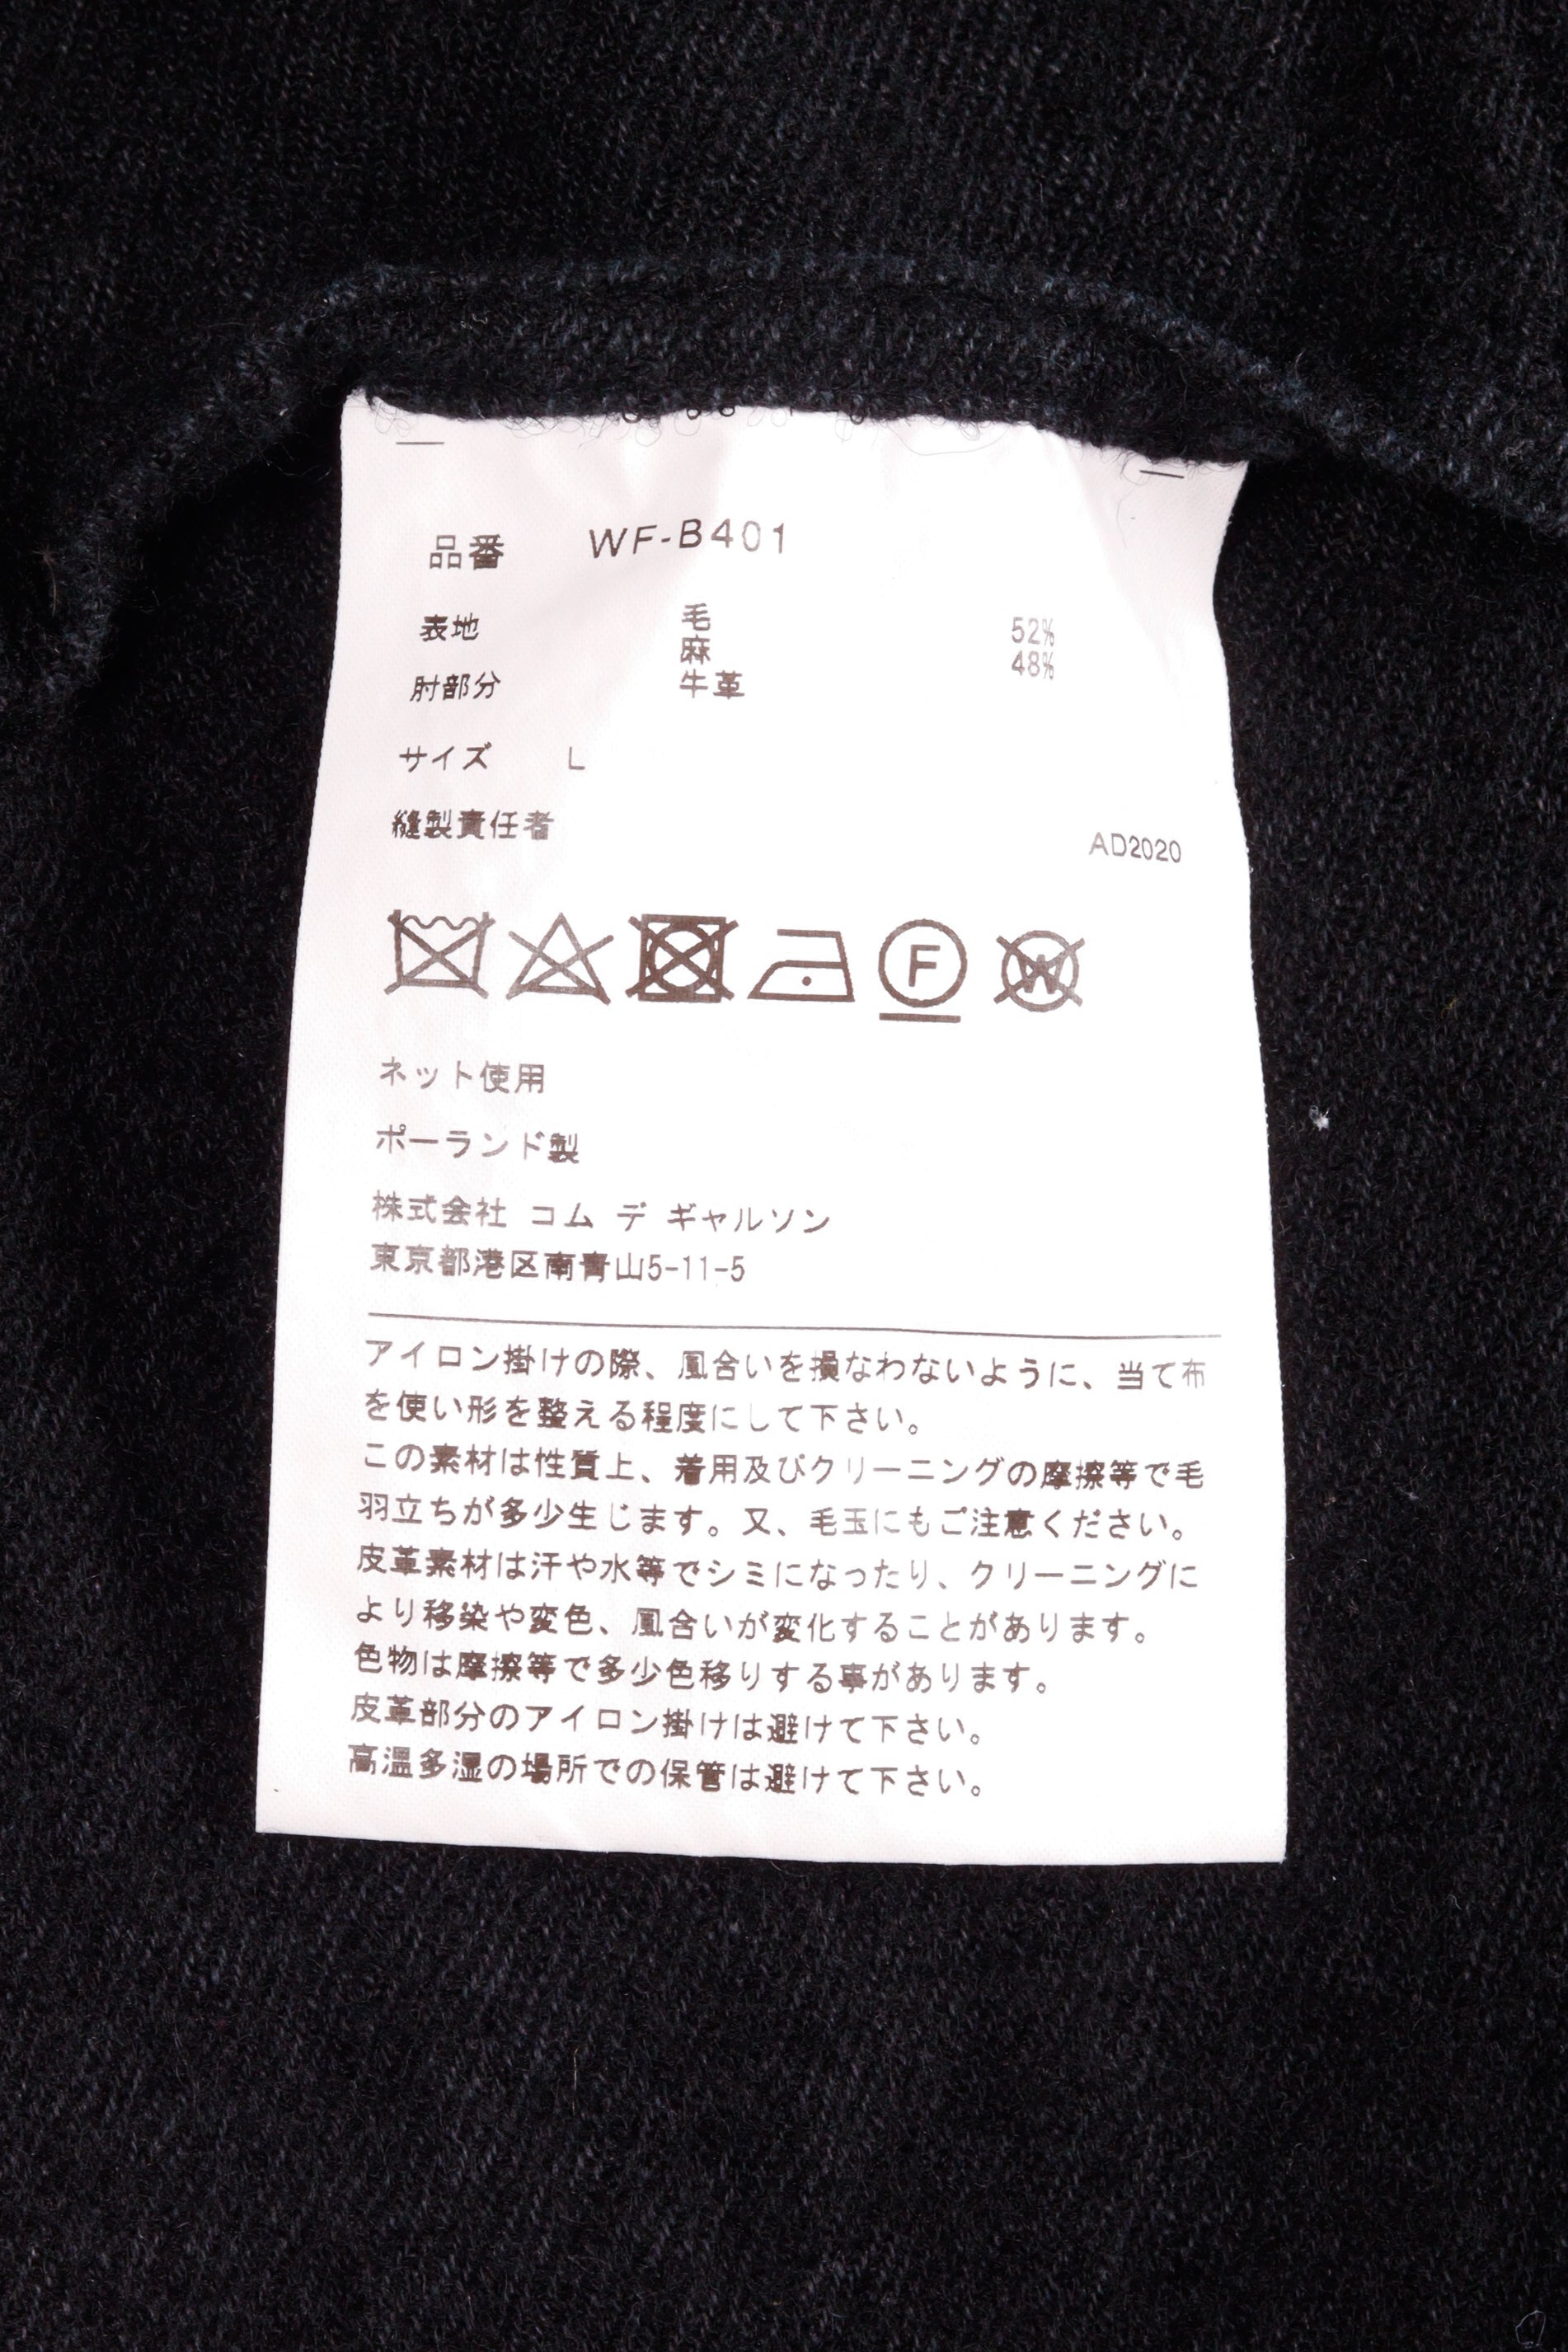 品番 WF-B401
表地 毛 52%
麻 48%
肘部分 牛革
サイズ L
縫製責任者
AD2020
F
W
ネット使用
ポーランド製
株式会社 コム デ ギャルソン
東京都港区南青山5-11-5
アイロン掛けの際、風合いを損なわないように、当て布
を使い形を整える程度にして下さい。
この素材は性質上、着用及びクリーニングの摩擦等で毛
羽立ちが多少生じます。又、毛玉にもご注意ください。
皮革素材は汗や水等でシミになったり、クリーニングに
より移染や変色、風合いが変化することがあります。
色物は摩擦等で多少色移りする事があります。
皮革部分のアイロン掛けは避けて下さい。
高温多湿の場所での保管は避けて下さい。